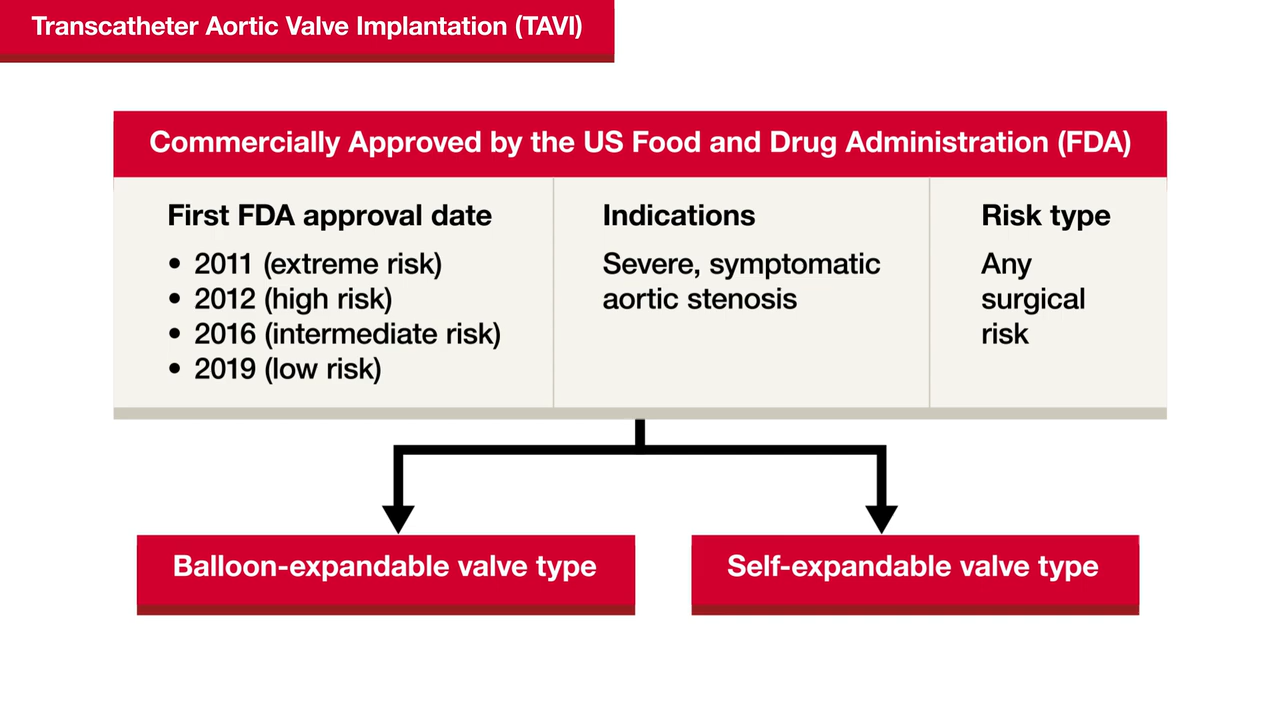 Transcatheter Aortic Valve Implantation (TAVI)
Commercially Approved by the US Food and Drug Administration (FDA)
First FDA approval date
• 2011 (extreme risk)
• 2012 (high risk)
• 2016 (intermediate risk)
• 2019 (low risk)
Indications
Severe, symptomatic
aortic stenosis
Risk type
Any
surgical
risk
Balloon-expandable valve type
Self-expandable valve type